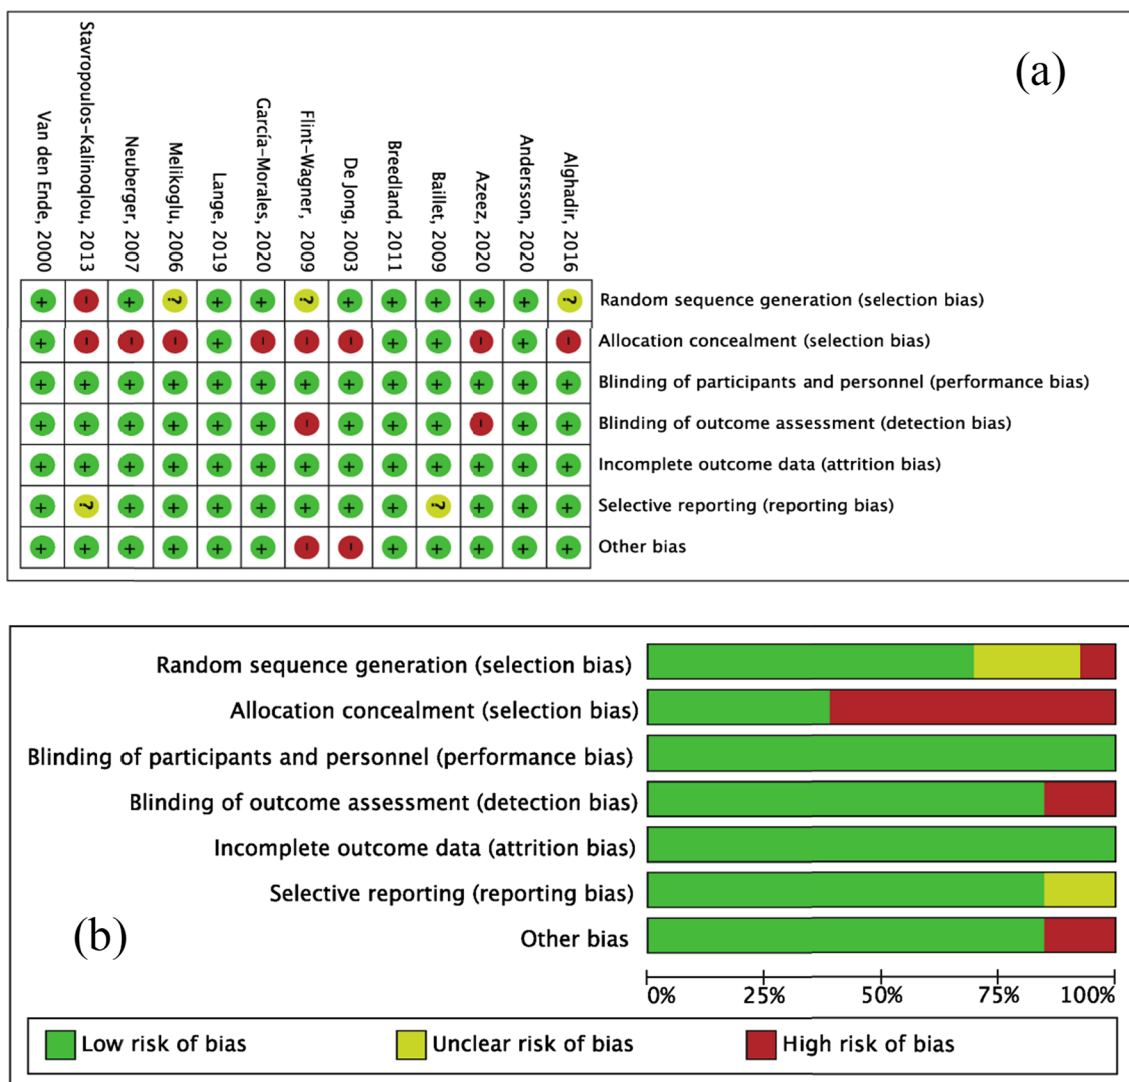 (a)
Van den Ende, 2000
Stavropoulos-Kalinoqlou, 2013
Neuberger, 2007
Melikoglu, 2006
Lange, 2019
García-Morales, 2020
Flint-Wagner, 2009
De Jong, 2003
Breedland, 2011
Baillet, 2009
Azeez, 2020
Andersson, 2020
Alghadir, 2016
+ - + ? + + ? + + + + + ? Random sequence generation (selection bias)
+ - - - + - - - + + - + - Allocation concealment (selection bias)
+ + + + + + + + + + + + + Blinding of participants and personnel (performance bias)
+ + + + + + - + + + - + + Blinding of outcome assessment (detection bias)
+ + + + + + + + + + + + + Incomplete outcome data (attrition bias)
+ ? + + + + + + + ? + + + Selective reporting (reporting bias)
+ + + + + + - - + + + + + Other bias
Random sequence generation (selection bias)
Allocation concealment (selection bias)
Blinding of participants and personnel (performance bias)
Blinding of outcome assessment (detection bias)
Incomplete outcome data (attrition bias)
Selective reporting (reporting bias)
Other bias
(b)
0% 25% 50% 75% 100%
Low risk of bias Unclear risk of bias High risk of bias